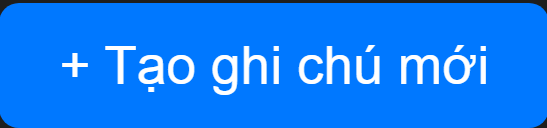 + Tạo ghi chú mới